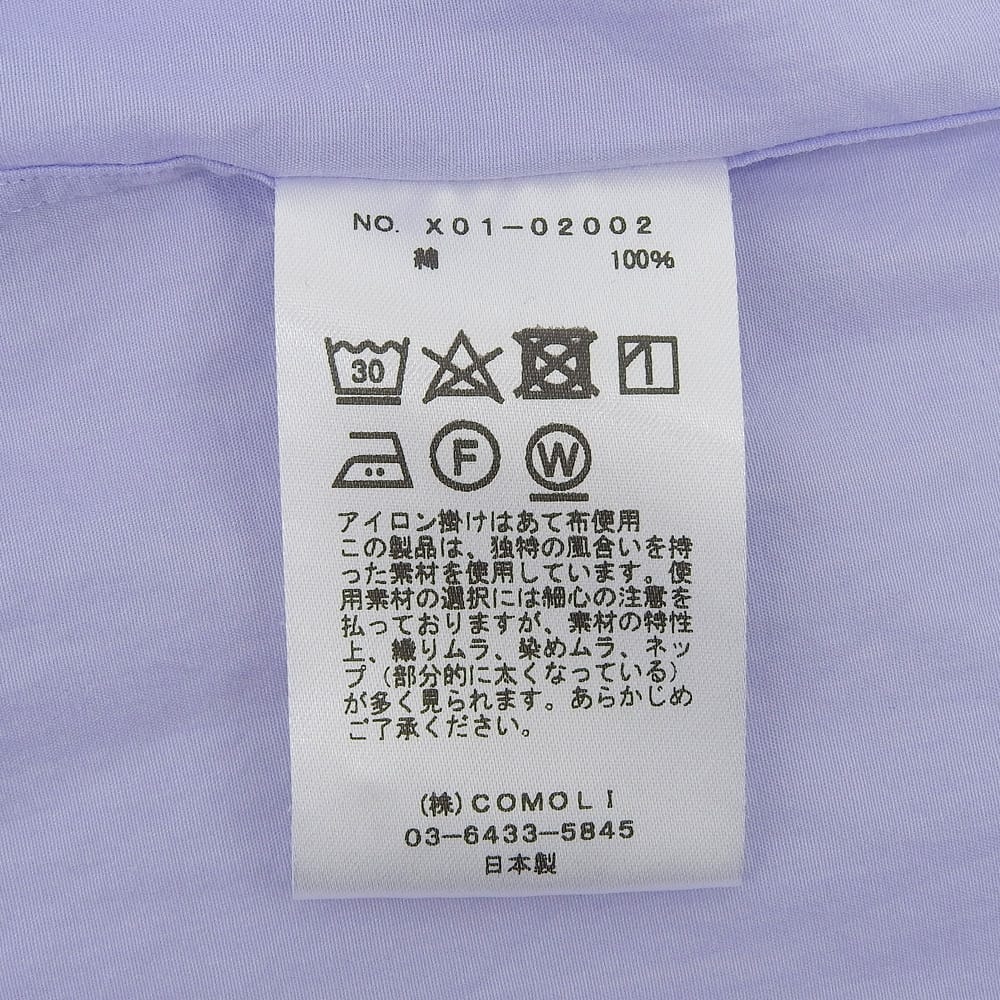 NO. X01-02002
綿 100%
30
F W
アイロン掛けはあて布使用
この製品は、独特の風合いを持
った素材を使用しています。使
用素材の選択には細心の注意を
払っておりますが、素材の特性
上、織りムラ、染めムラ、ネッ
プ(部分的に太くなっている)
が多く見られます。あらかじめ
ご了承ください。
(株)COMOLI
03-6433-5845
日本製